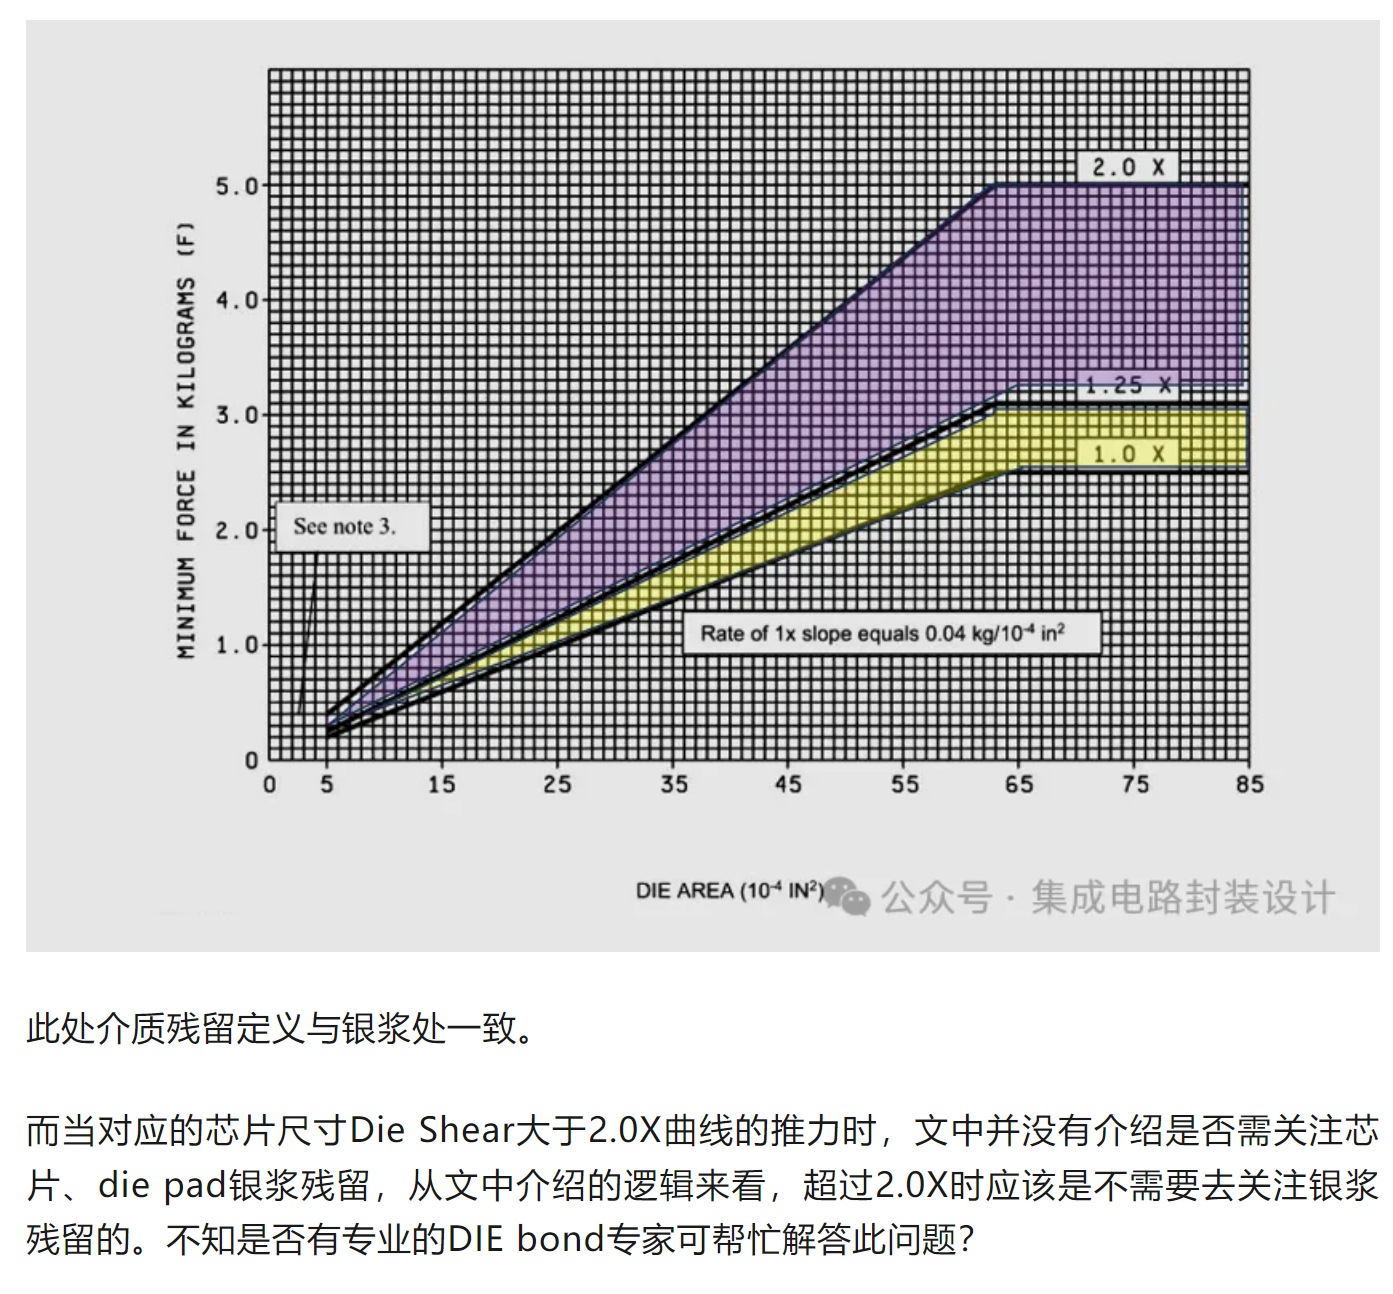 2.0 X
5.0
4.0
1.25 X
3.0
1.0 X
See note 3.
2.0
Rate of 1x slope equals 0.04 kg/10⁻⁴ in²
1.0
0
MINIMUM FORCE IN KILOGRAMS (F)
0 5 15 25 35 45 55 65 75 85
DIE AREA (10⁻⁴ IN²)
公众号 · 集成电路封装设计
此处介质残留定义与银浆处一致。
而当对应的芯片尺寸Die Shear大于2.0X曲线的推力时，文中并没有介绍是否需关注芯
片、die pad银浆残留，从文中介绍的逻辑来看，超过2.0X时应该是不需要去关注银浆
残留的。不知是否有专业的DIE bond专家可帮忙解答此问题？